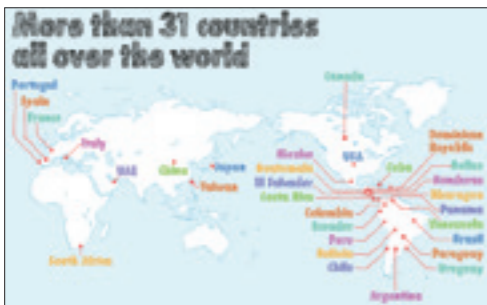 More than 31 countries
all over the world
Portugal
Spain
France
Italy
UAE
China
Japan
Taiwan
South Africa
Canada
USA
Mexico
Guatemala
El Salvador
Costa Rica
Colombia
Ecuador
Peru
Bolivia
Chile
Argentina
Cuba
Dominican
Republic
Belize
Honduras
Nicaragua
Panama
Venezuela
Brazil
Paraguay
Uruguay